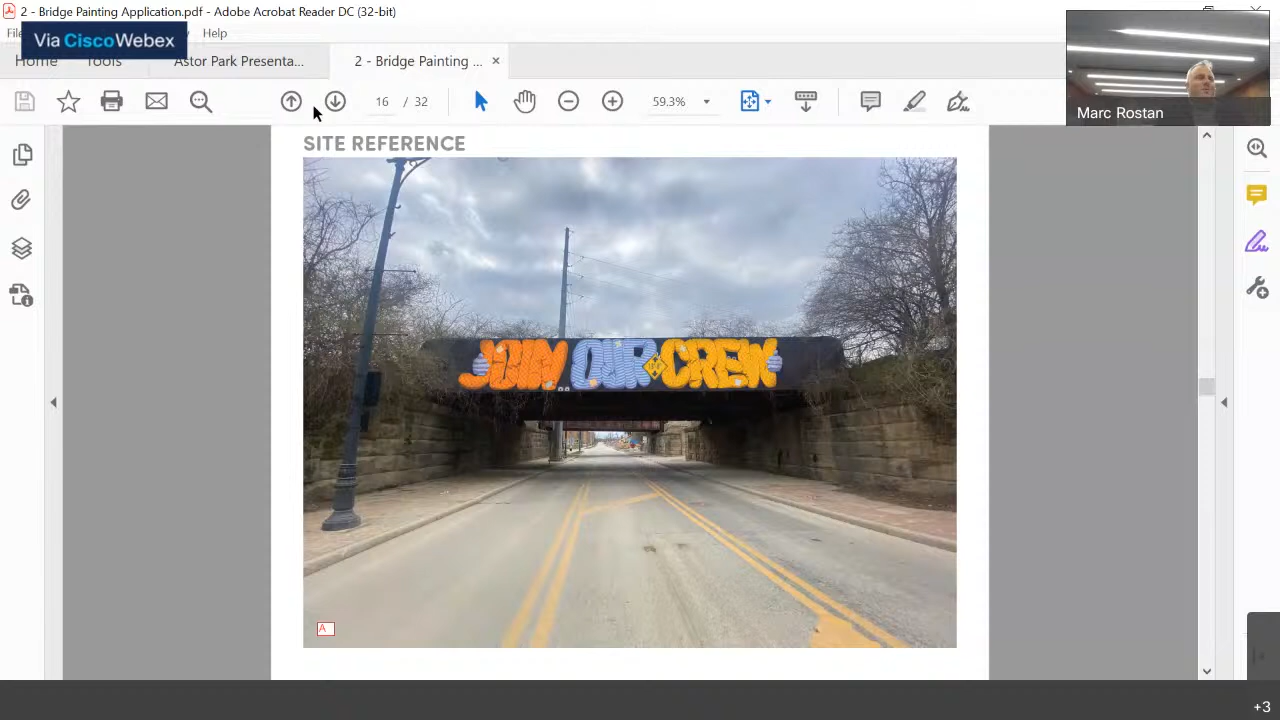 2 - Bridge Painting Application.pdf - Adobe Acrobat Reader DC (32-bit)
Via CiscoWebex
Help
Home
Tools
Astor Park Presenta...
2 - Bridge Painting ...
16 / 32
59.3%
Marc Rostan
SITE REFERENCE
JOIN OUR CREW
A
+3